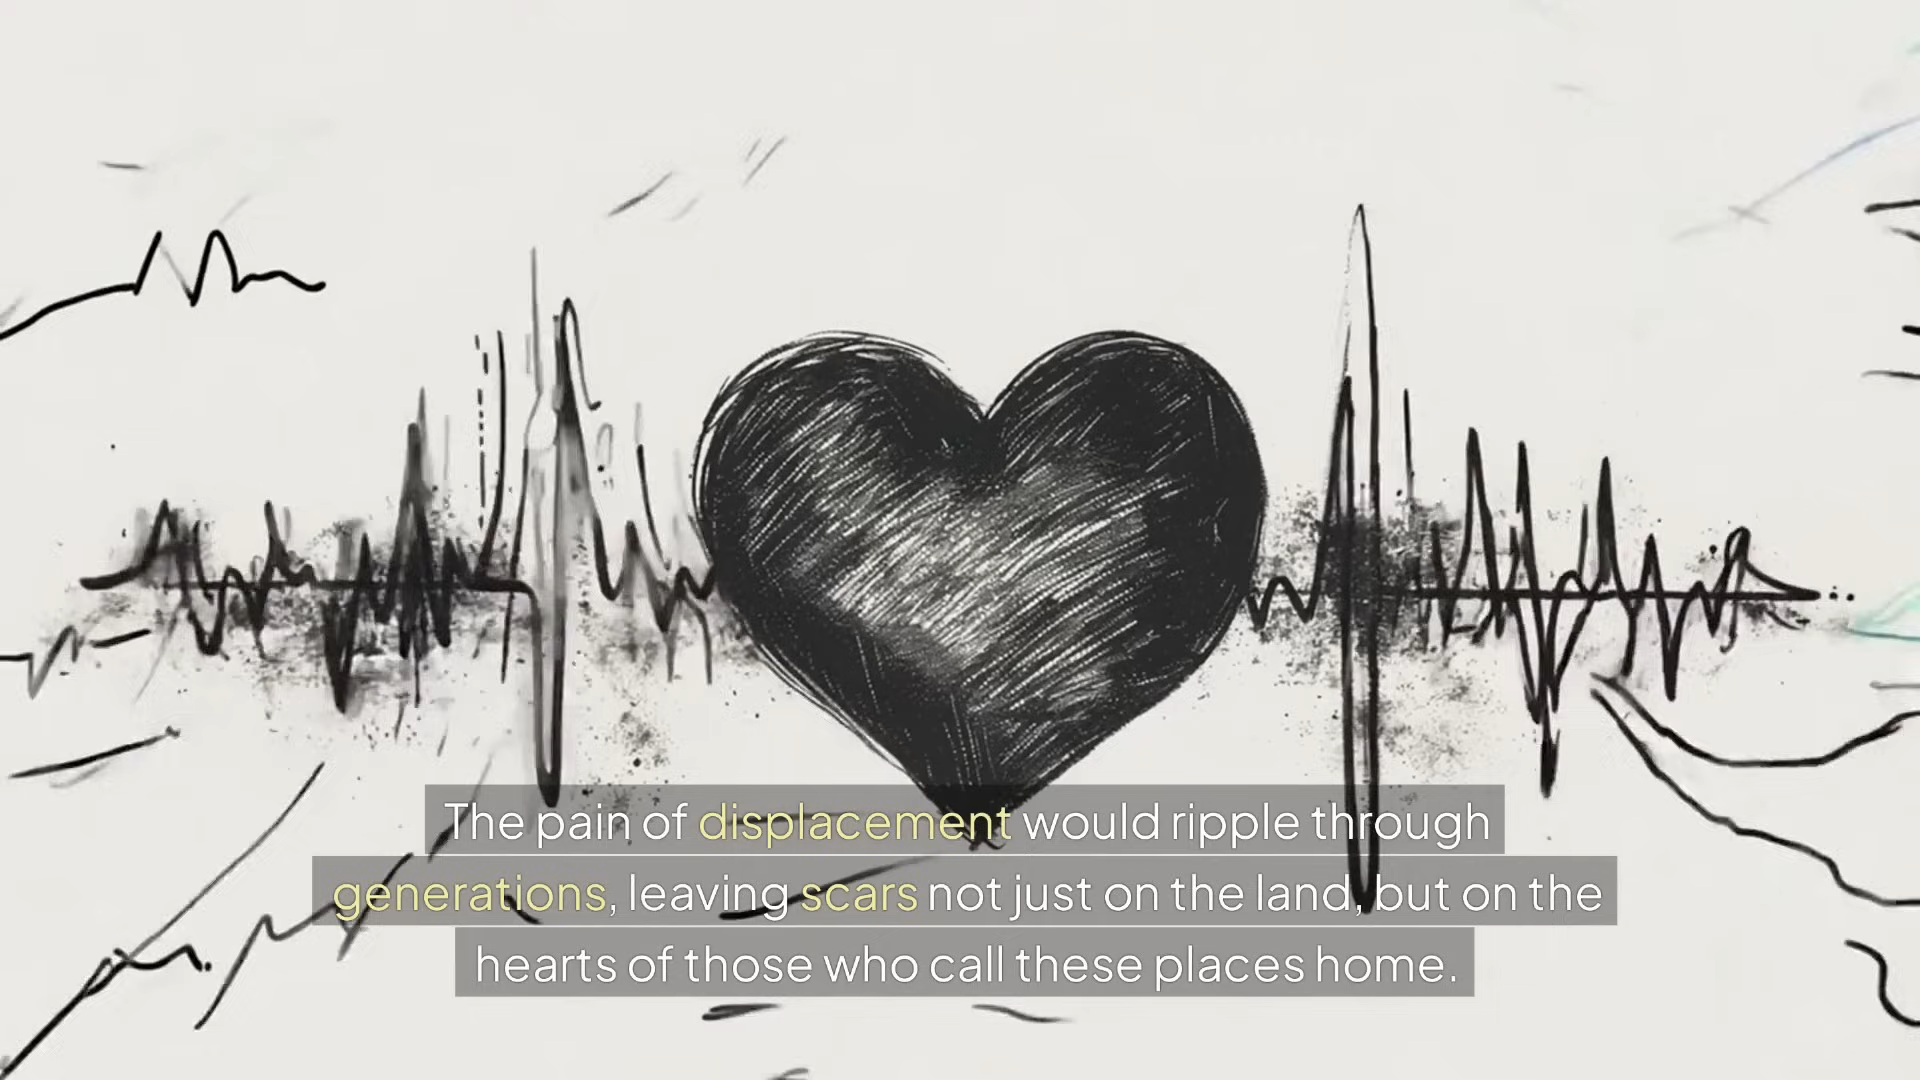 The pain of displacement would ripple through
generations, leaving scars not just on the land, but on the
hearts of those who call these places home.